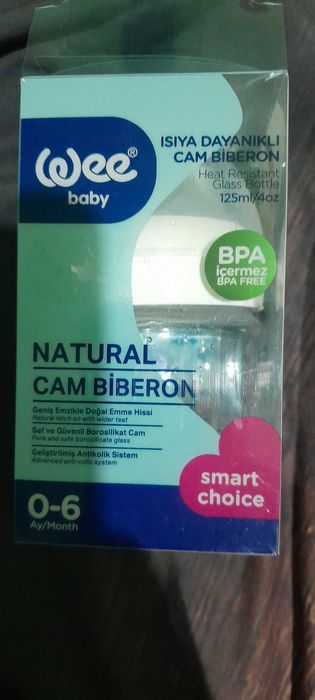 wee®
baby
ISIYA DAYANIKLI
CAM BİBERON
Heat Resistant
Glass Bottle
125ml/4oz
BPA
içermez
BPA FREE
NATURAL
CAM BİBERON
Geniş Emzikle Doğal Emme Hissi
Natural latch on with wider teat
Saf ve Güvenli Borosilikat Cam
Pure and safe borosilicate glass
Geliştirilmiş Antikolik Sistem
Advanced anti-colic system
smart
choice
0-6
Ay/Month